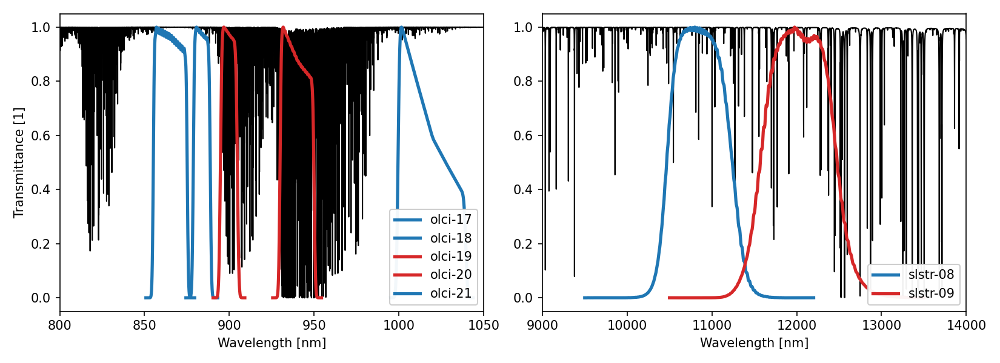 1.0
0.8
0.6
0.4
0.2
0.0
Transmittance [1]
800
850
900
950
1000
1050
Wavelength [nm]
olci-17
olci-18
olci-19
olci-20
olci-21
1.0
0.8
0.6
0.4
0.2
0.0
9000
10000
11000
12000
13000
14000
Wavelength [nm]
slstr-08
slstr-09